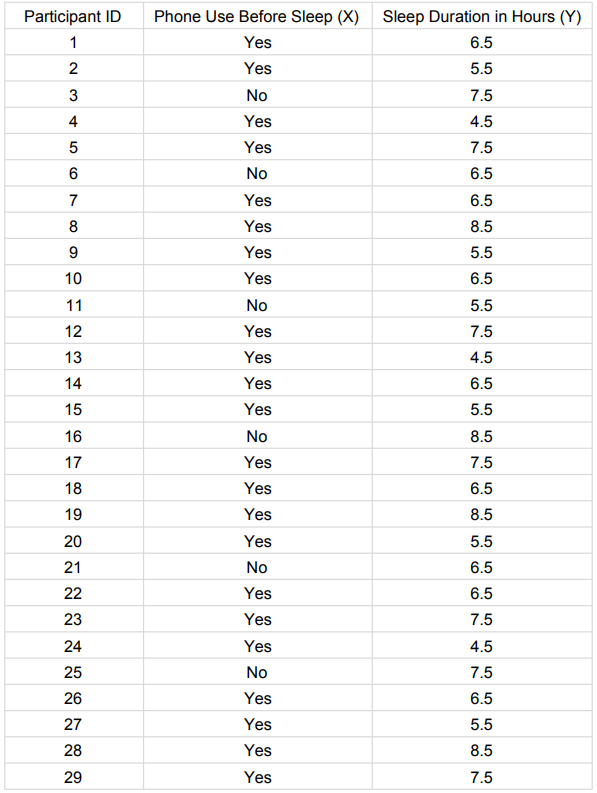 Participant ID Phone Use Before Sleep (X) Sleep Duration in Hours (Y)
1 Yes 6.5
2 Yes 5.5
3 No 7.5
4 Yes 4.5
5 Yes 7.5
6 No 6.5
7 Yes 6.5
8 Yes 8.5
9 Yes 5.5
10 Yes 6.5
11 No 5.5
12 Yes 7.5
13 Yes 4.5
14 Yes 6.5
15 Yes 5.5
16 No 8.5
17 Yes 7.5
18 Yes 6.5
19 Yes 8.5
20 Yes 5.5
21 No 6.5
22 Yes 6.5
23 Yes 7.5
24 Yes 4.5
25 No 7.5
26 Yes 6.5
27 Yes 5.5
28 Yes 8.5
29 Yes 7.5